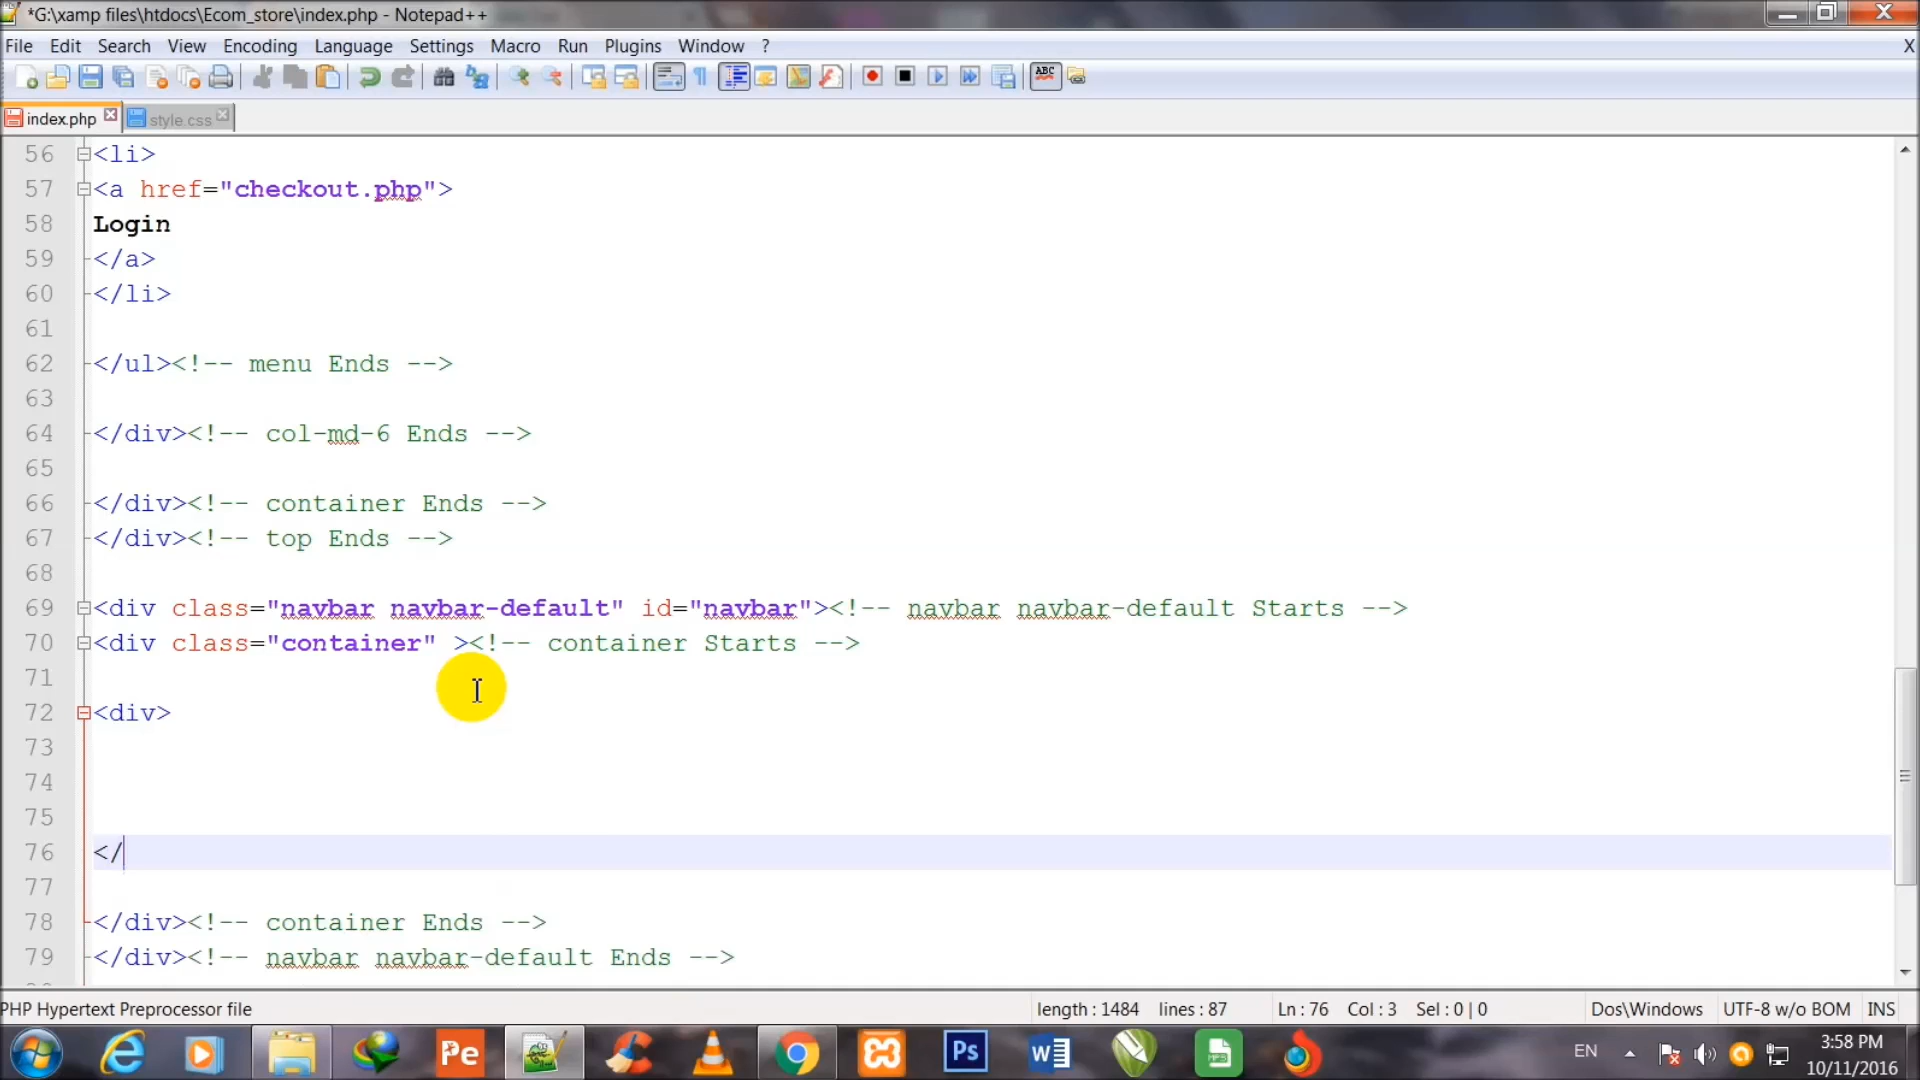 *G:\xamp files\htdocs\Ecom_store\index.php - Notepad++
File Edit Search View Encoding Language Settings Macro Run Plugins Window ? X
ABC
index.php style.css
56 <li>
57 <a href="checkout.php">
58 Login
59 </a>
60 </li>
61
62 </ul><!-- menu Ends -->
63
64 </div><!-- col-md-6 Ends -->
65
66 </div><!-- container Ends -->
67 </div><!-- top Ends -->
68
69 <div class="navbar navbar-default" id="navbar"><!-- navbar navbar-default Starts -->
70 <div class="container" ><!-- container Starts -->
71
72 <div>
73
74
75
76 </
77
78 </div><!-- container Ends -->
79 </div><!-- navbar navbar-default Ends -->
PHP Hypertext Preprocessor file length : 1484 lines : 87 Ln : 76 Col : 3 Sel : 0 | 0 Dos\Windows UTF-8 w/o BOM INS
Pe Ps W MP3 EN 3:58 PM
10/11/2016